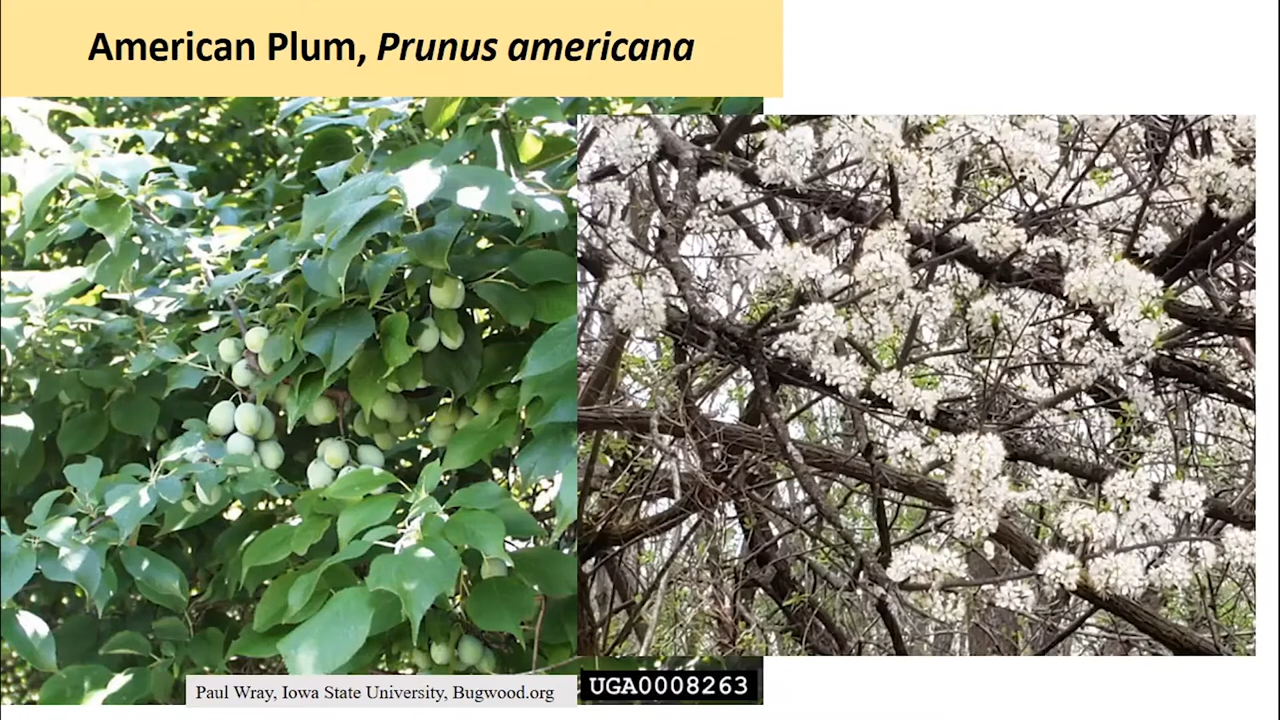 American Plum, Prunus americana
Paul Wray, Iowa State University, Bugwood.org
UGA0008263